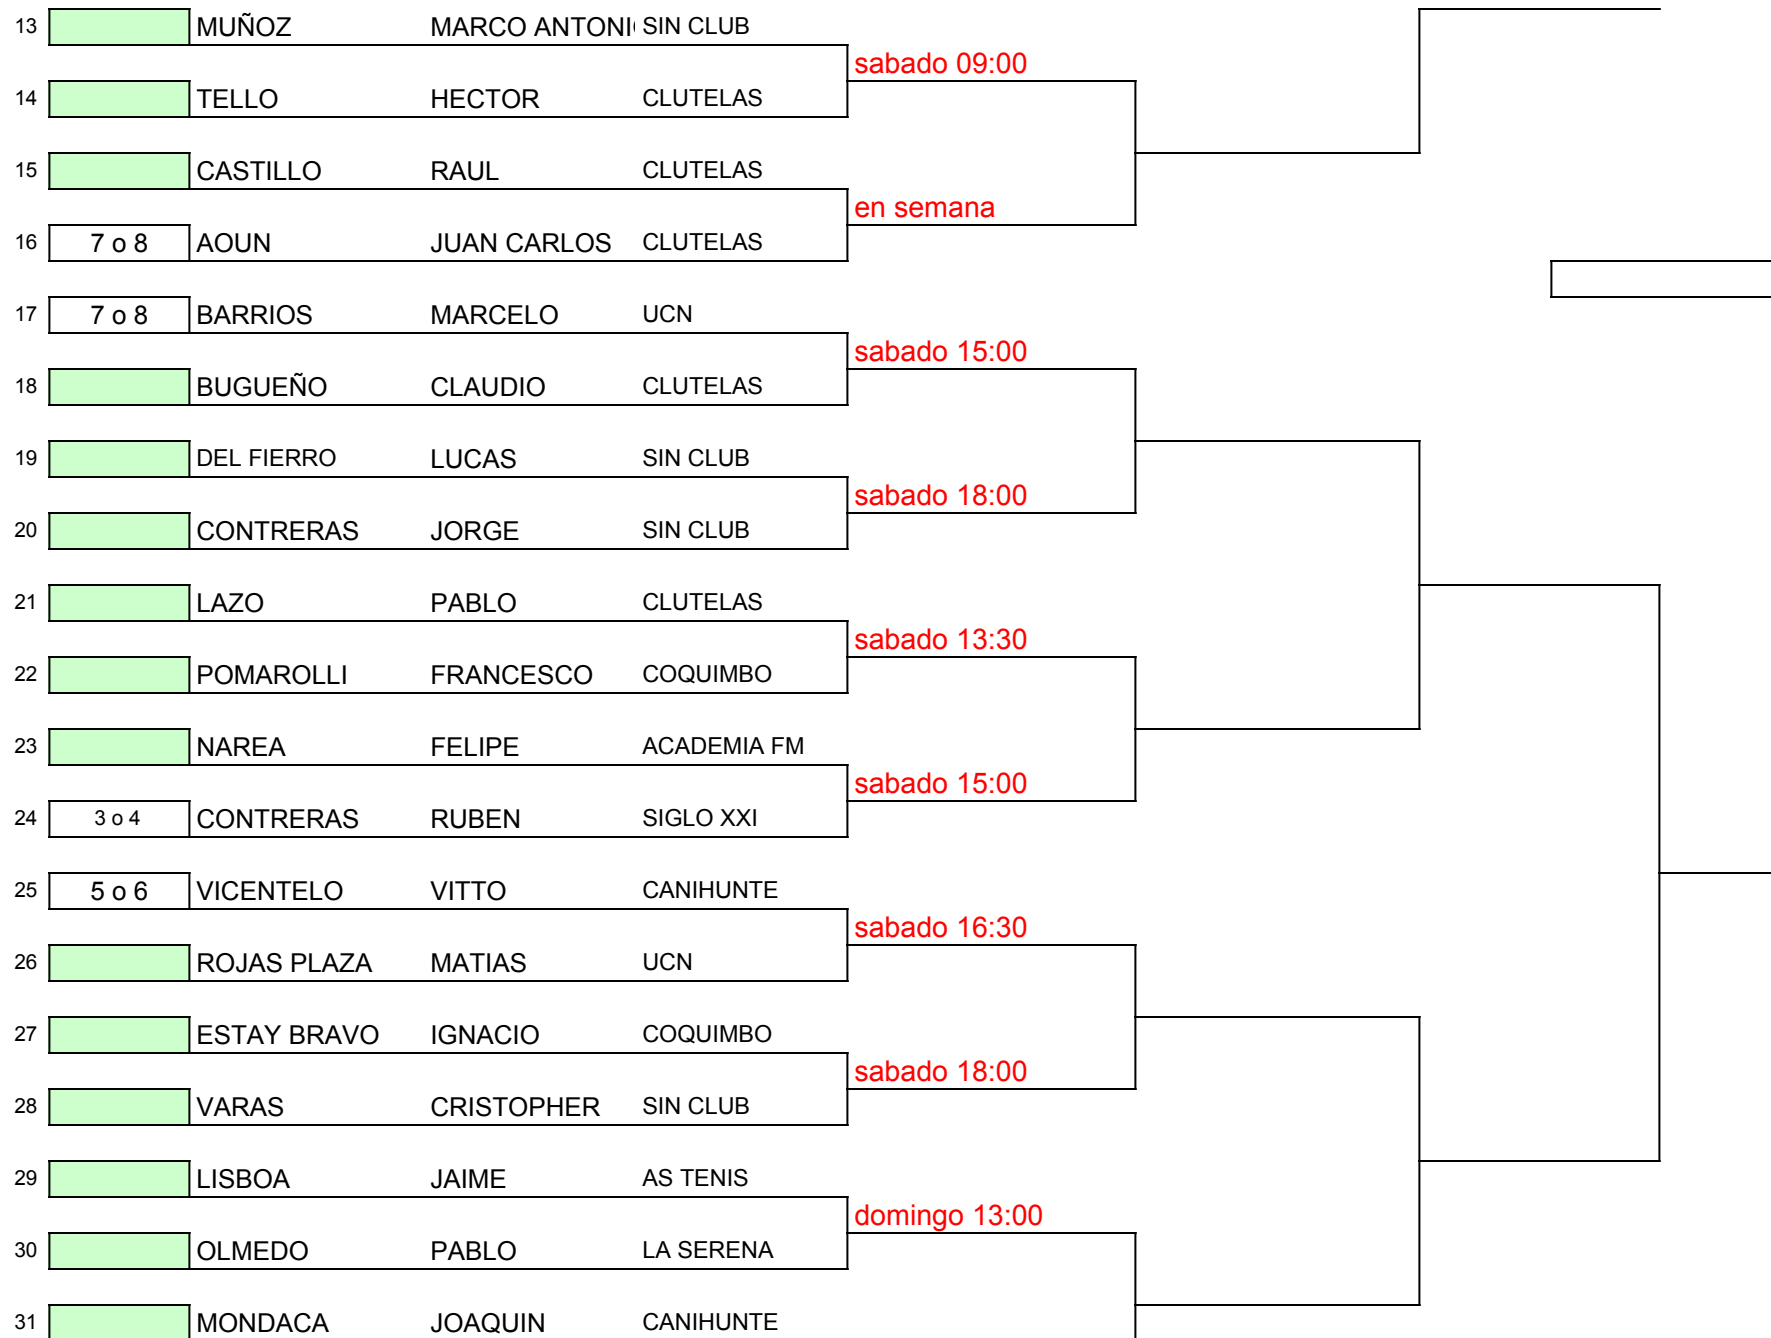 13 MUÑOZ MARCO ANTONI SIN CLUB
sabado 09:00
14 TELLO HECTOR CLUTELAS
15 CASTILLO RAUL CLUTELAS
en semana
16 7 o 8 AOUN JUAN CARLOS CLUTELAS
17 7 o 8 BARRIOS MARCELO UCN
sabado 15:00
18 BUGUEÑO CLAUDIO CLUTELAS
19 DEL FIERRO LUCAS SIN CLUB
sabado 18:00
20 CONTRERAS JORGE SIN CLUB
21 LAZO PABLO CLUTELAS
sabado 13:30
22 POMAROLLI FRANCESCO COQUIMBO
23 NAREA FELIPE ACADEMIA FM
sabado 15:00
24 3 o 4 CONTRERAS RUBEN SIGLO XXI
25 5 o 6 VICENTELO VITTO CANIHUNTE
sabado 16:30
26 ROJAS PLAZA MATIAS UCN
27 ESTAY BRAVO IGNACIO COQUIMBO
sabado 18:00
28 VARAS CRISTOPHER SIN CLUB
29 LISBOA JAIME AS TENIS
domingo 13:00
30 OLMEDO PABLO LA SERENA
31 MONDACA JOAQUIN CANIHUNTE